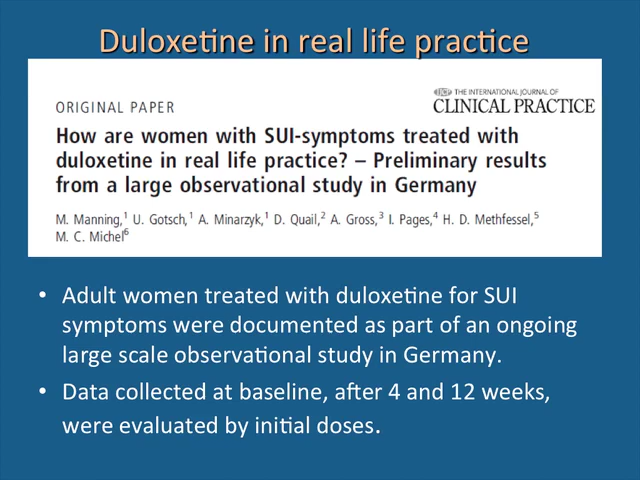 Duloxetine in real life practice
ORIGINAL PAPER
IJCP THE INTERNATIONAL JOURNAL OF
CLINICAL PRACTICE
How are women with SUI-symptoms treated with
duloxetine in real life practice? – Preliminary results
from a large observational study in Germany
M. Manning,¹ U. Gotsch,¹ A. Minarzyk,¹ D. Quail,² A. Gross,³ I. Pages,⁴ H. D. Methfessel,⁵
M. C. Michel⁶
• Adult women treated with duloxetine for SUI
symptoms were documented as part of an ongoing
large scale observational study in Germany.
• Data collected at baseline, after 4 and 12 weeks,
were evaluated by initial doses.